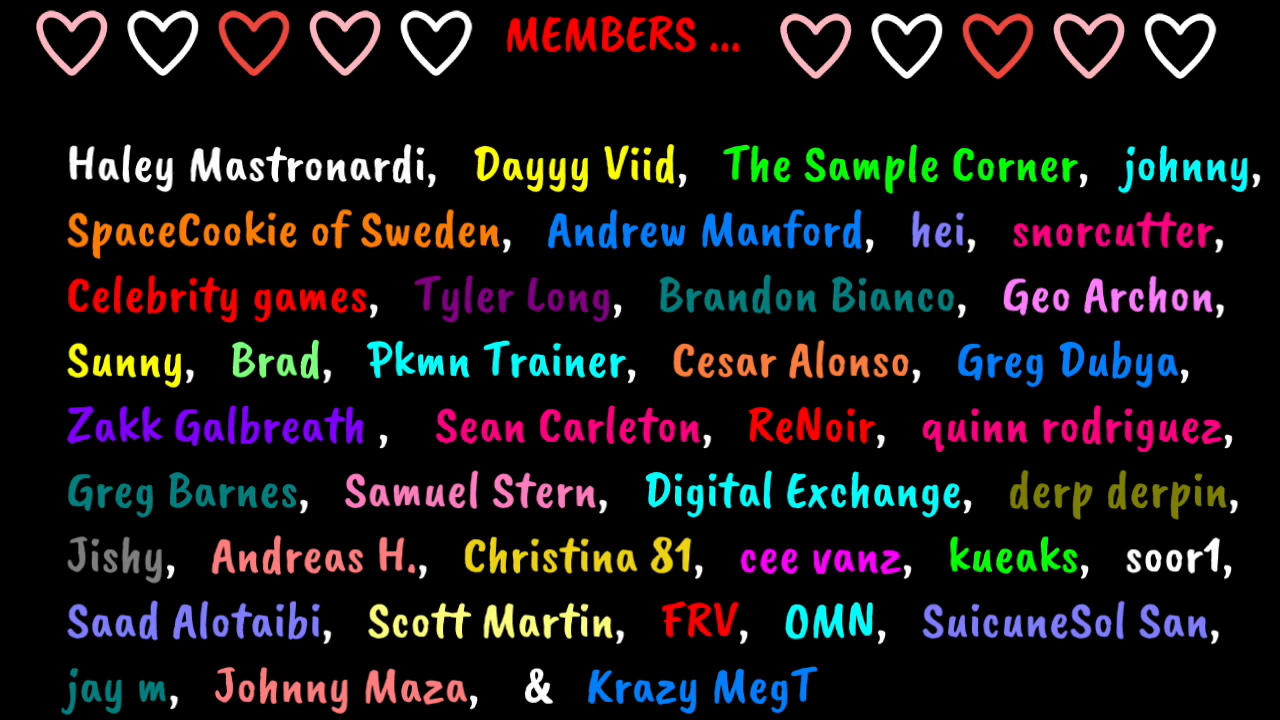 MEMBERS ...
Haley Mastronardi, Dayyy Viid, The Sample Corner, johnny,
SpaceCookie of Sweden, Andrew Manford, hei, snorcutter,
Celebrity games, Tyler Long, Brandon Bianco, Geo Archon,
Sunny, Brad, Pkmn Trainer, Cesar Alonso, Greg Dubya,
Zakk Galbreath , Sean Carleton, ReNoir, quinn rodriguez,
Greg Barnes, Samuel Stern, Digital Exchange, derp derpin,
Jishy, Andreas H., Christina 81, cee vanz, kueaks, soor1,
Saad Alotaibi, Scott Martin, FRV, OMN, SuicuneSol San,
jay m, Johnny Maza, & Krazy MegT